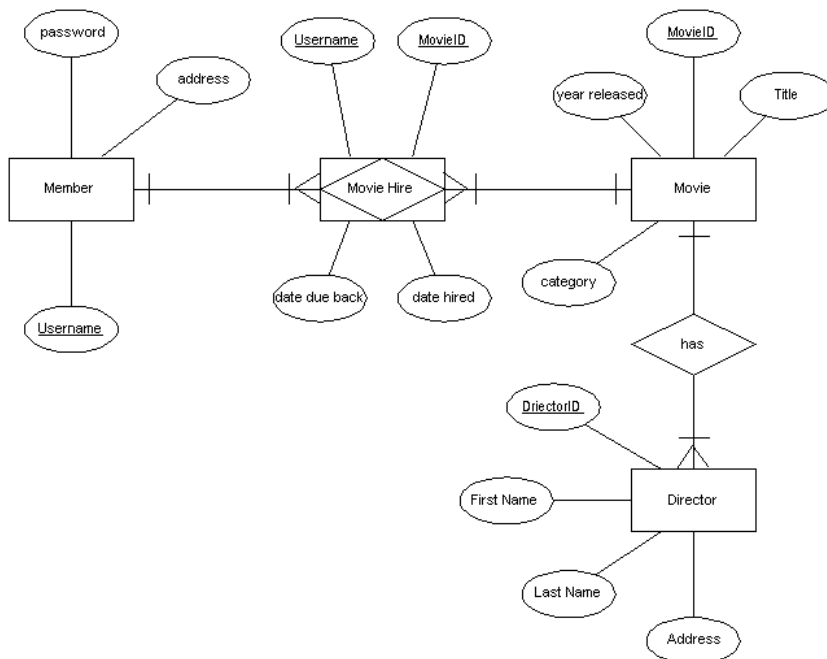 password
Username
MovieID
MovieID
address
year released
Title
Member
Movie Hire
Movie
date due back
date hired
category
Username
has
DriectorID
First Name
Director
Last Name
Address